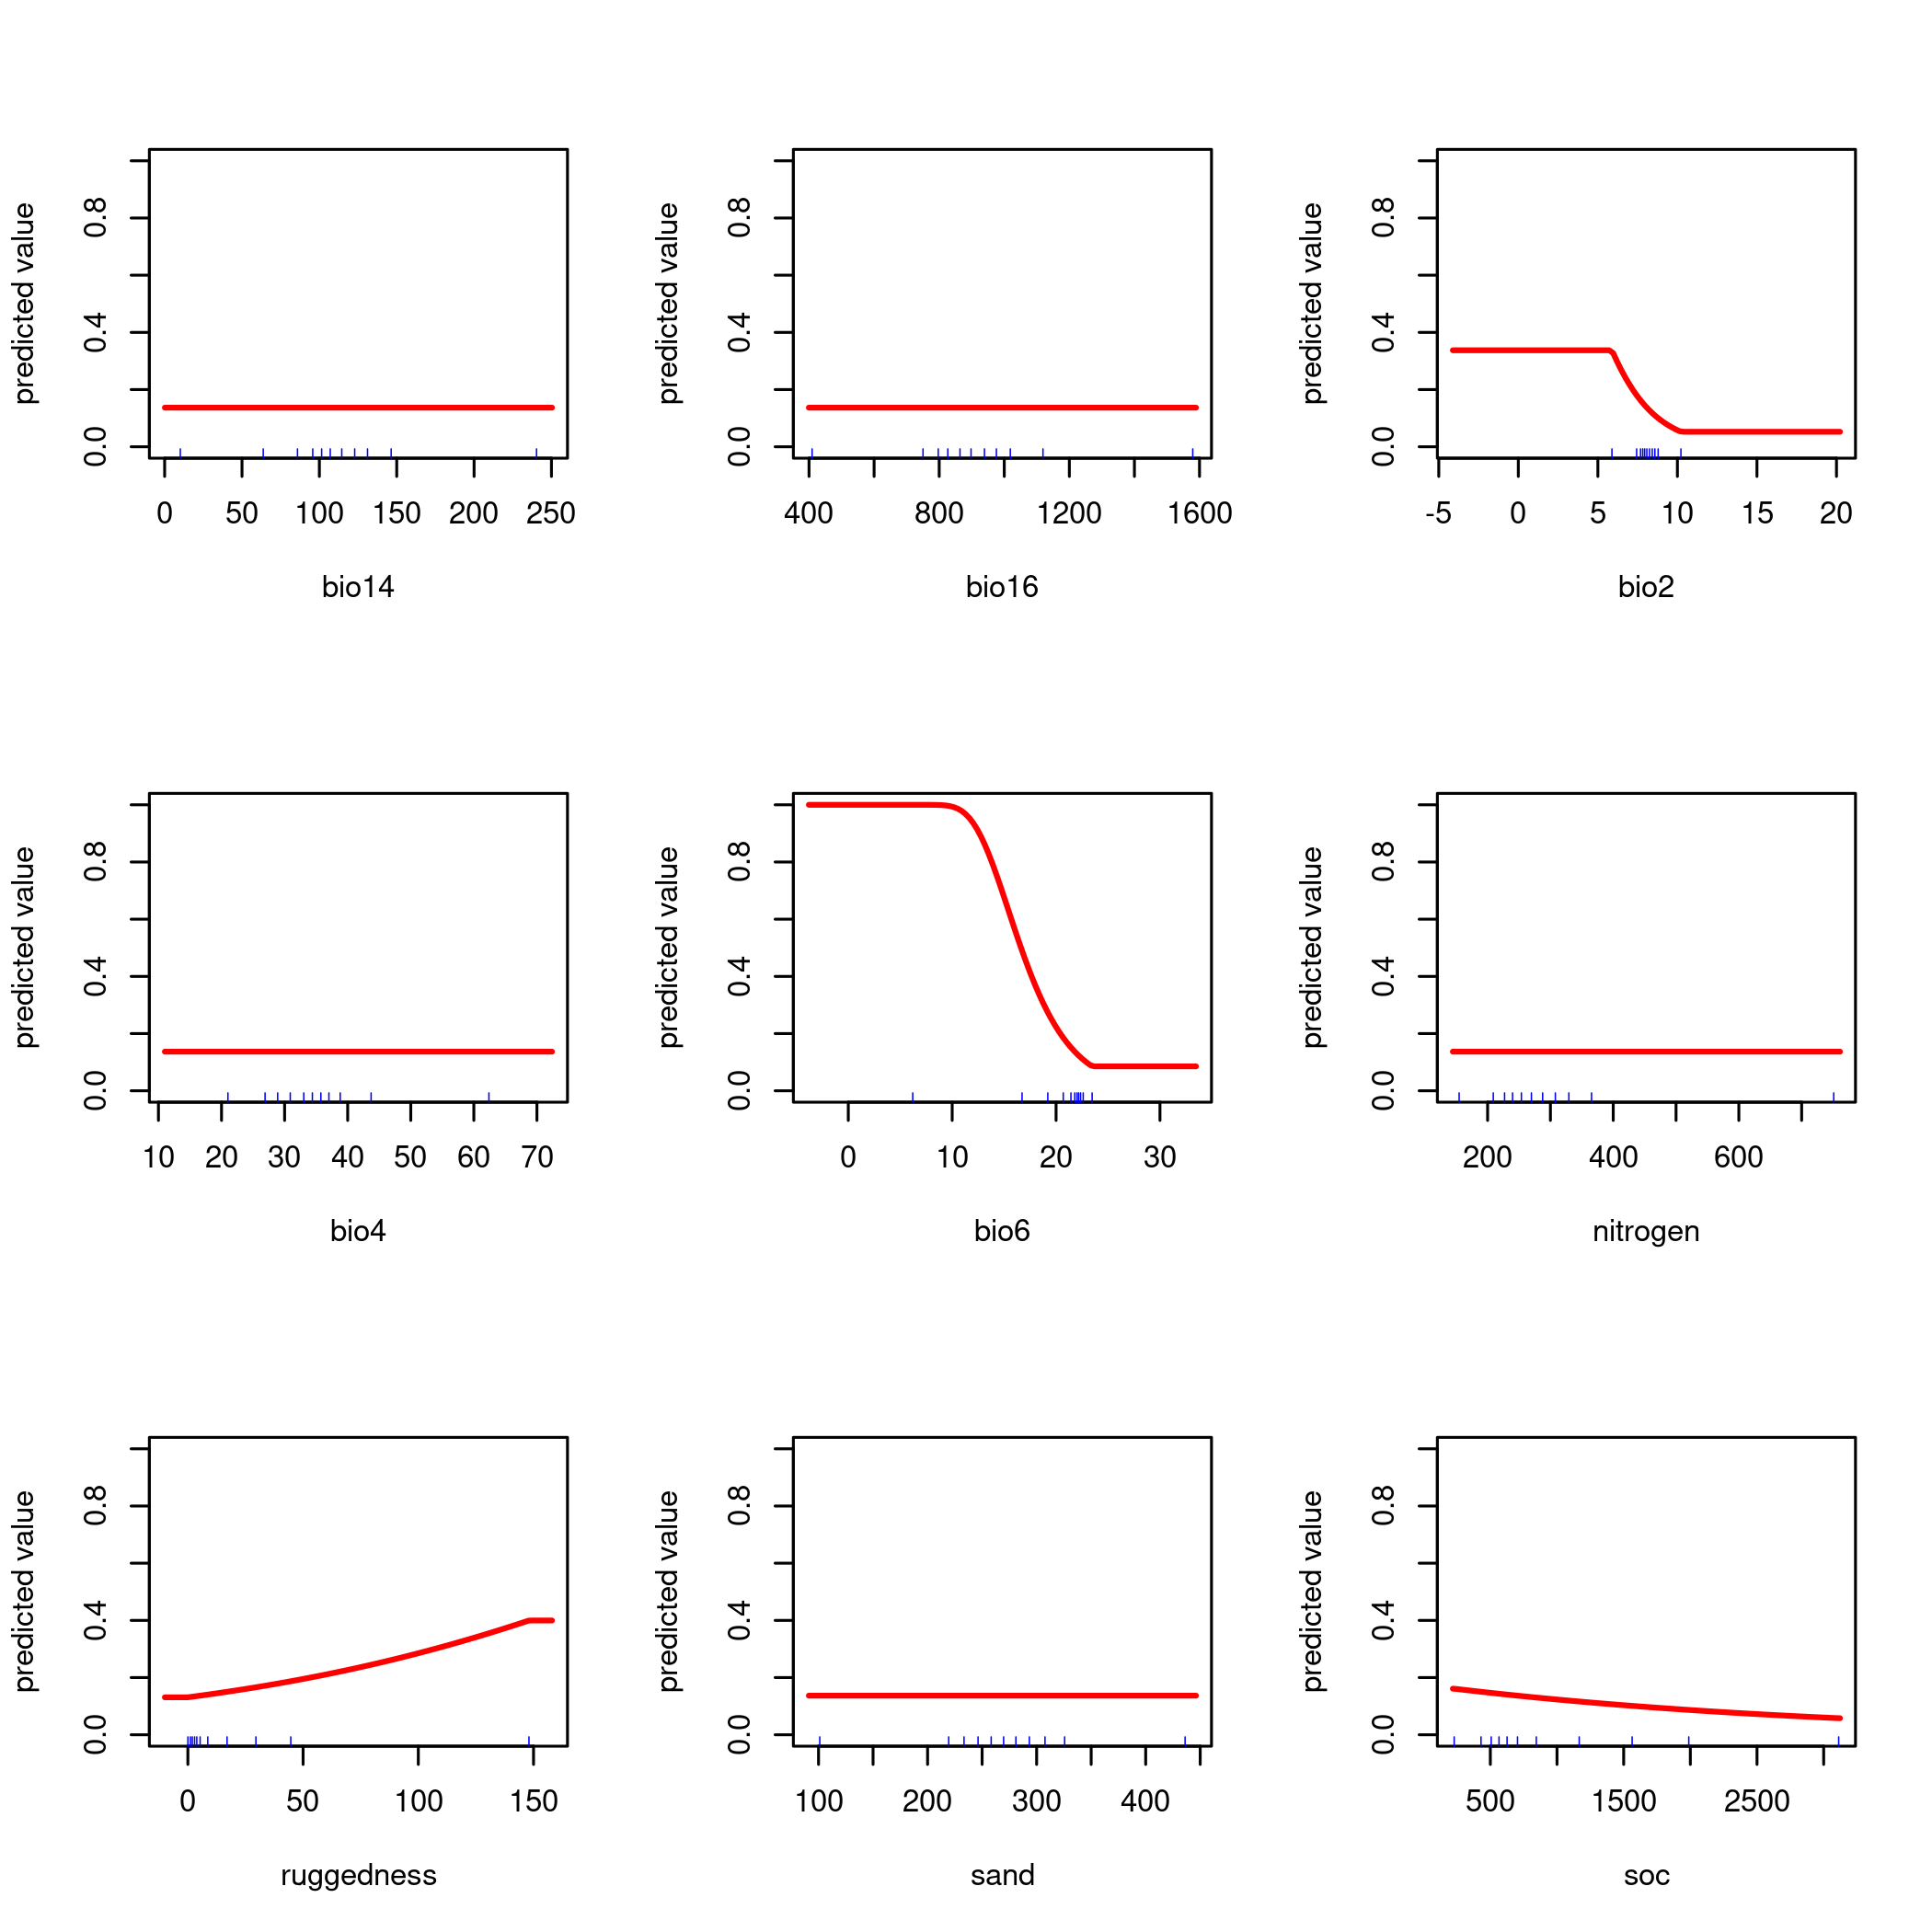 predicted value
0.0 0.4 0.8
0 50 100 150 200 250
bio14
predicted value
0.0 0.4 0.8
400 800 1200 1600
bio16
predicted value
0.0 0.4 0.8
-5 0 5 10 15 20
bio2
predicted value
0.0 0.4 0.8
10 20 30 40 50 60 70
bio4
predicted value
0.0 0.4 0.8
0 10 20 30
bio6
predicted value
0.0 0.4 0.8
200 400 600
nitrogen
predicted value
0.0 0.4 0.8
0 50 100 150
ruggedness
predicted value
0.0 0.4 0.8
100 200 300 400
sand
predicted value
0.0 0.4 0.8
500 1500 2500
soc